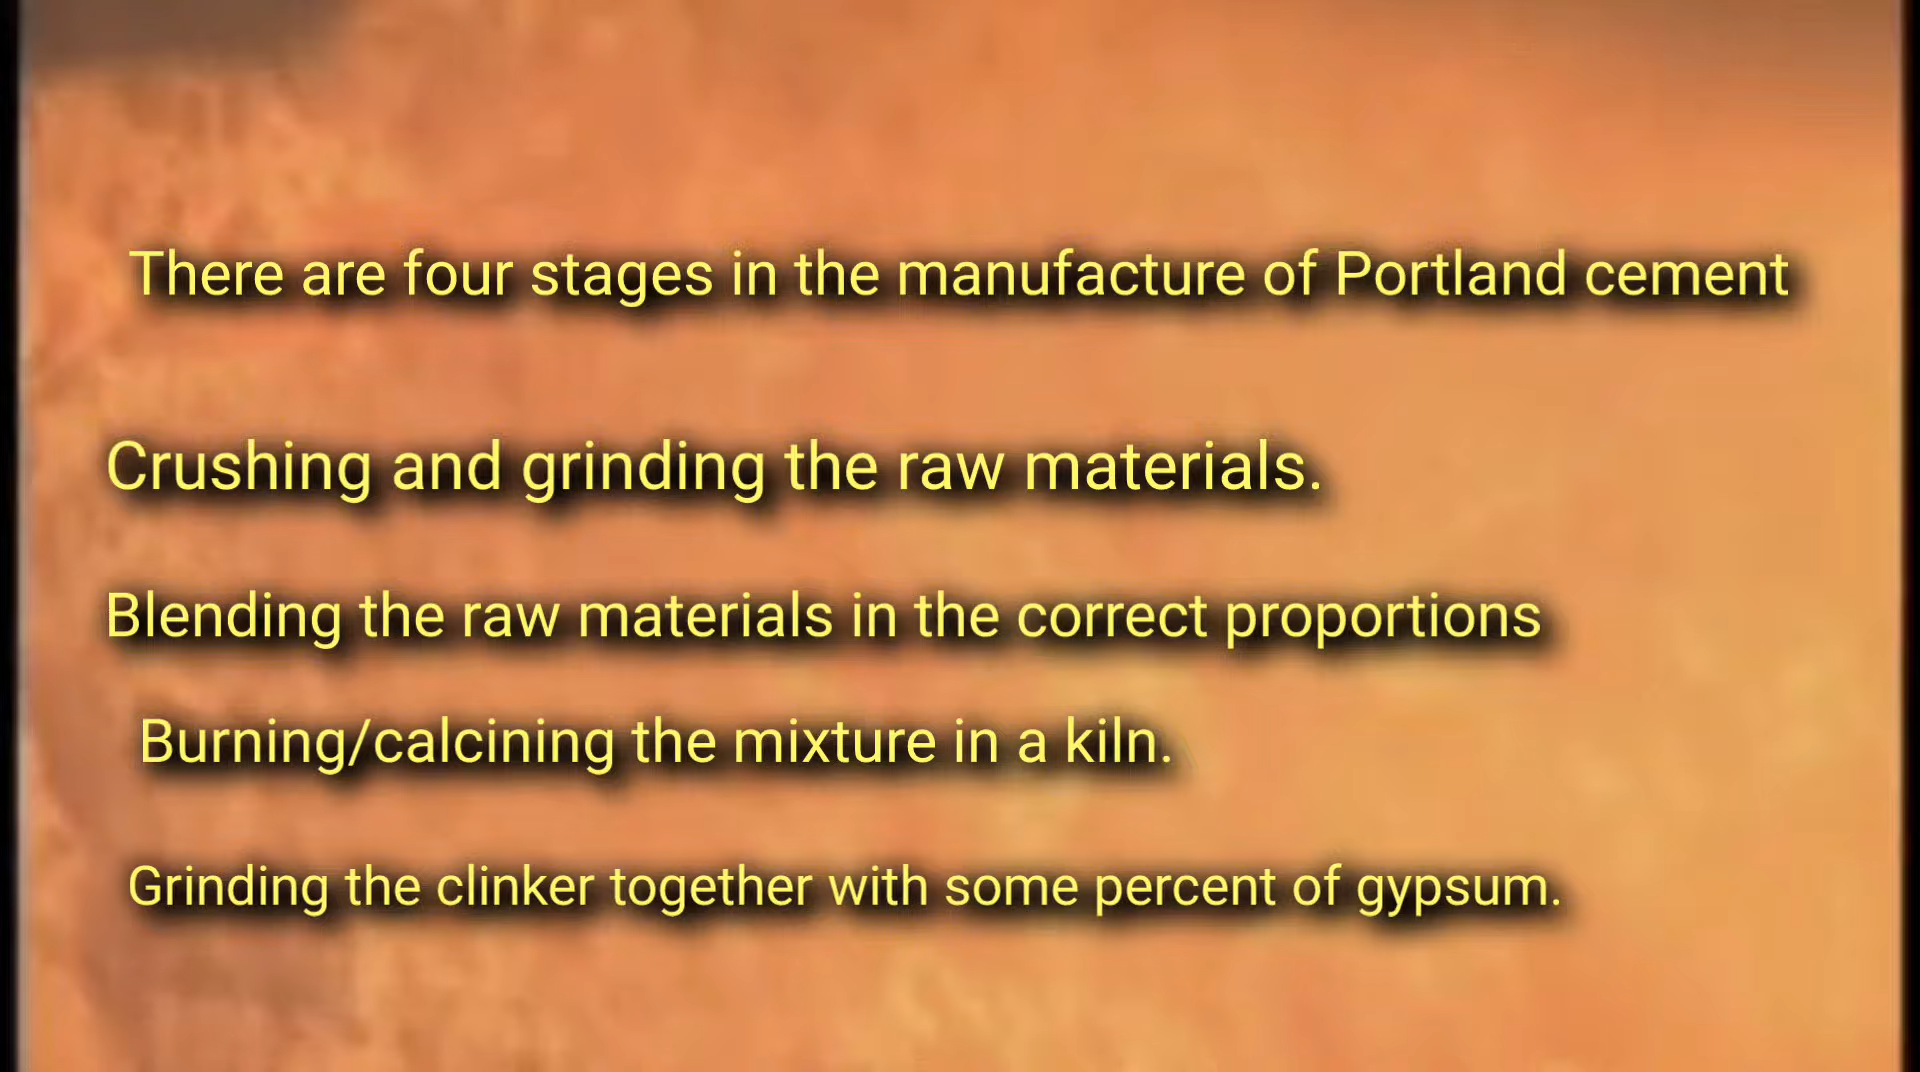 There are four stages in the manufacture of Portland cement
Crushing and grinding the raw materials.
Blending the raw materials in the correct proportions
Burning/calcining the mixture in a kiln.
Grinding the clinker together with some percent of gypsum.